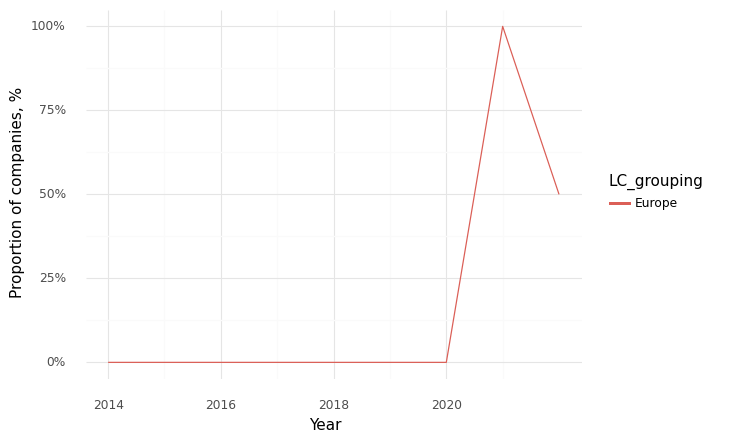 100%
75%
50%
25%
0%
Proportion of companies, %
2014
2016
2018
2020
Year
LC_grouping
Europe